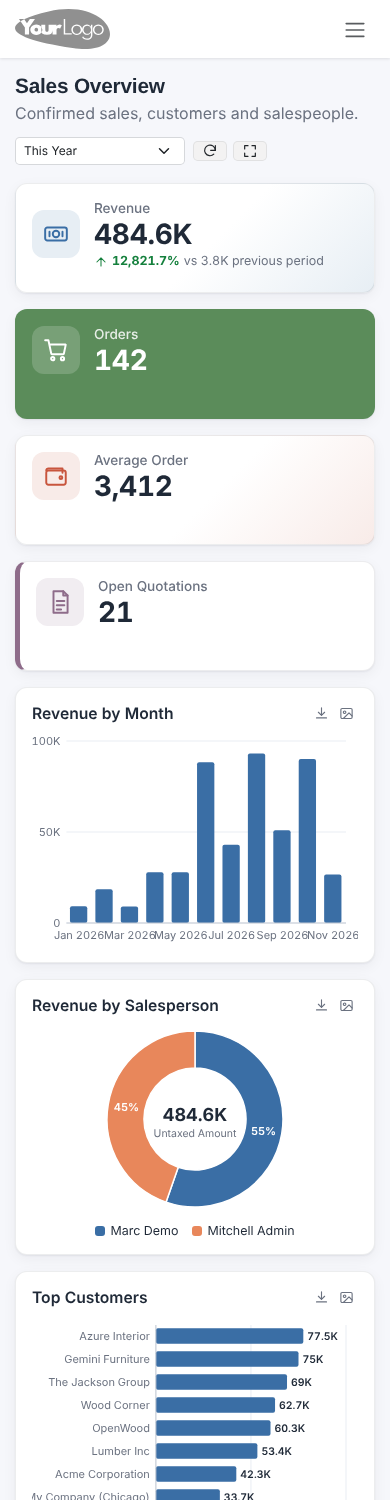 YourLogo
Sales Overview
Confirmed sales, customers and salespeople.
This Year
Revenue
484.6K
↑ 12,821.7% vs 3.8K previous period
Orders
142
Average Order
3,412
Open Quotations
21
Revenue by Month
100K
50K
0
Jan 2026 Mar 2026 May 2026 Jul 2026 Sep 2026 Nov 2026
Revenue by Salesperson
45%
484.6K
Untaxed Amount
55%
Marc Demo Mitchell Admin
Top Customers
Azure Interior 77.5K
Gemini Furniture 75K
The Jackson Group 69K
Wood Corner 62.7K
OpenWood 60.3K
Lumber Inc 53.4K
Acme Corporation 42.3K
My Company (Chicago) 33.7K